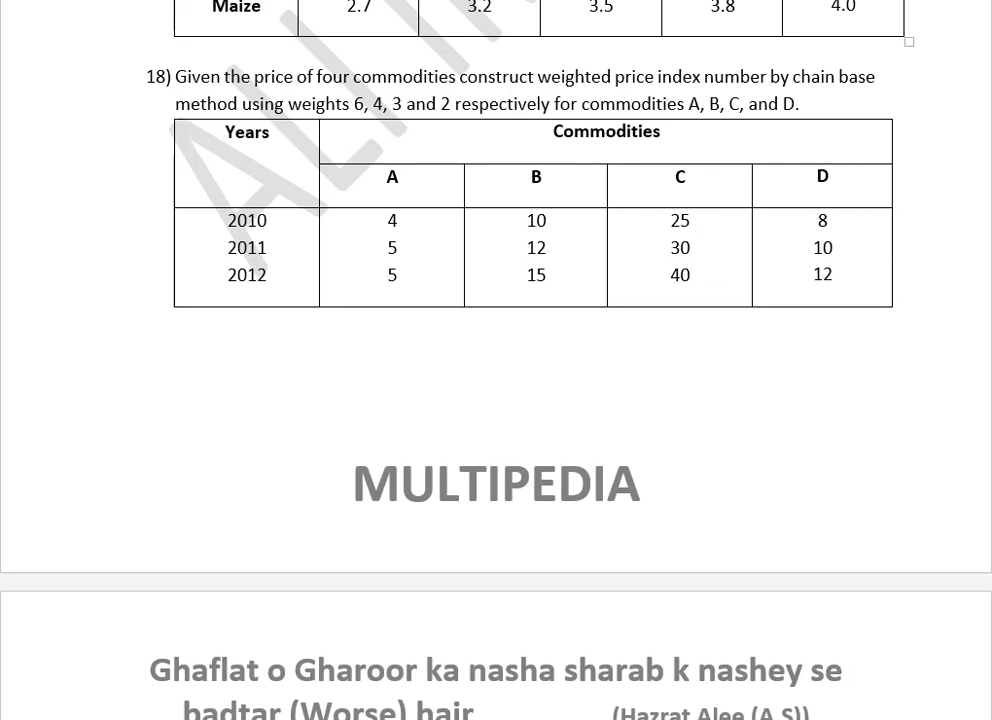 Maize 2.7 3.2 3.5 3.8 4.0
18) Given the price of four commodities construct weighted price index number by chain base
method using weights 6, 4, 3 and 2 respectively for commodities A, B, C, and D.
Years Commodities
A B C D
2010 4 10 25 8
2011 5 12 30 10
2012 5 15 40 12
MULTIPEDIA
Ghaflat o Gharoor ka nasha sharab k nashey se
badtar (Worse) hair (Hazrat Alee (A.S))